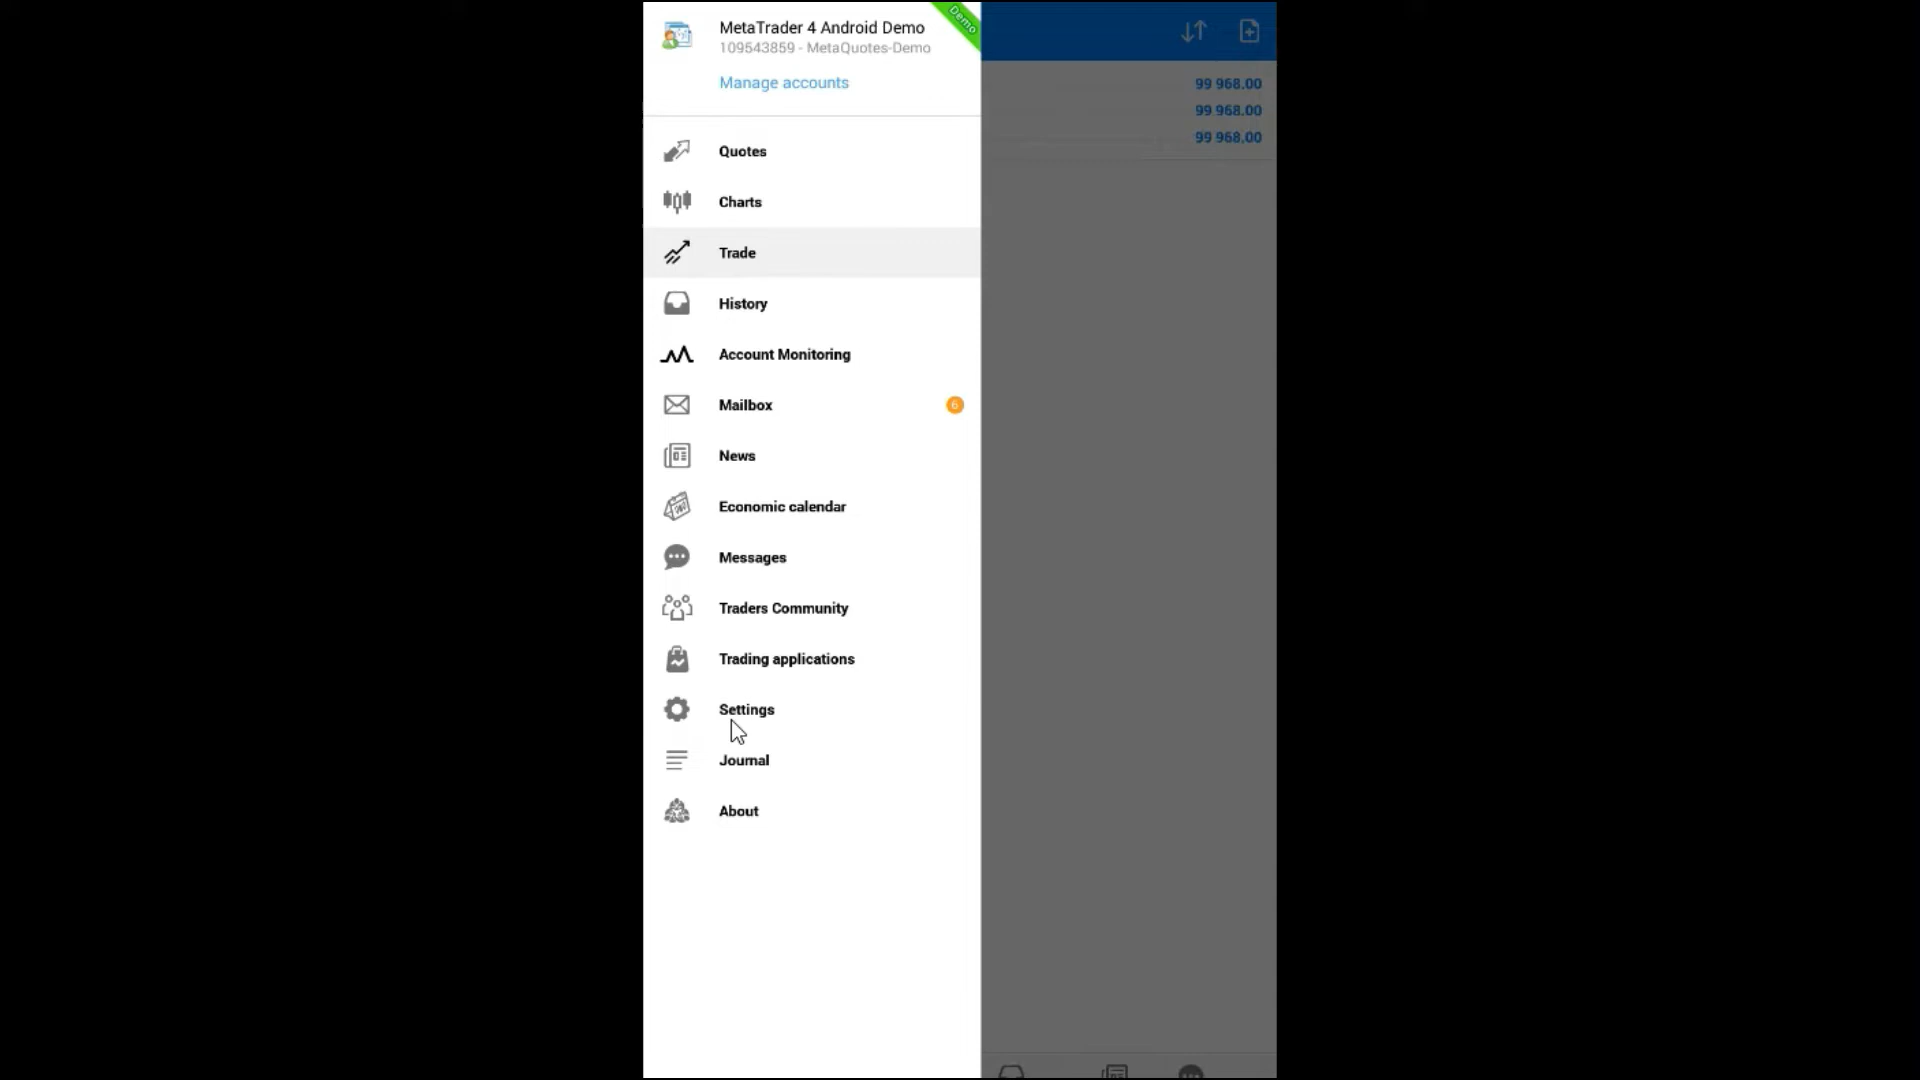 MetaTrader 4 Android Demo
Demo
109543859 - MetaQuotes-Demo
Manage accounts
99 968.00
99 968.00
99 968.00
Quotes
Charts
Trade
History
Account Monitoring
Mailbox
6
News
Economic calendar
Messages
Traders Community
Trading applications
Settings
Journal
About